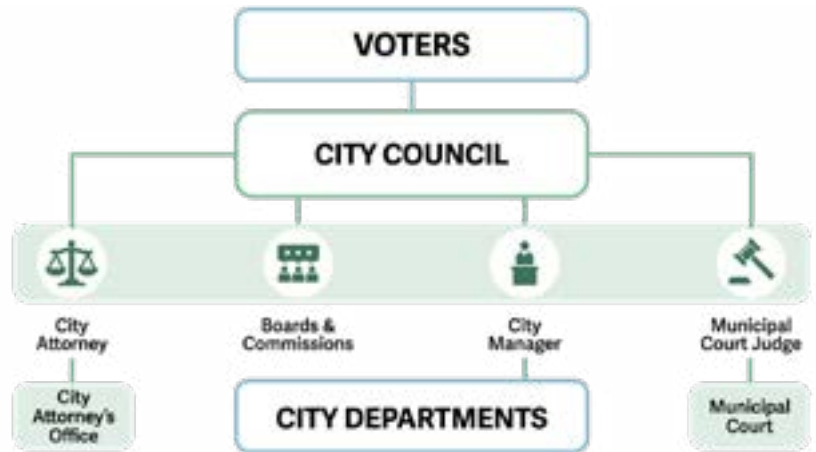 VOTERS
CITY COUNCIL
City
Attorney
Boards &
Commissions
City
Manager
Municipal
Court Judge
City
Attorney's
Office
CITY DEPARTMENTS
Municipal
Court